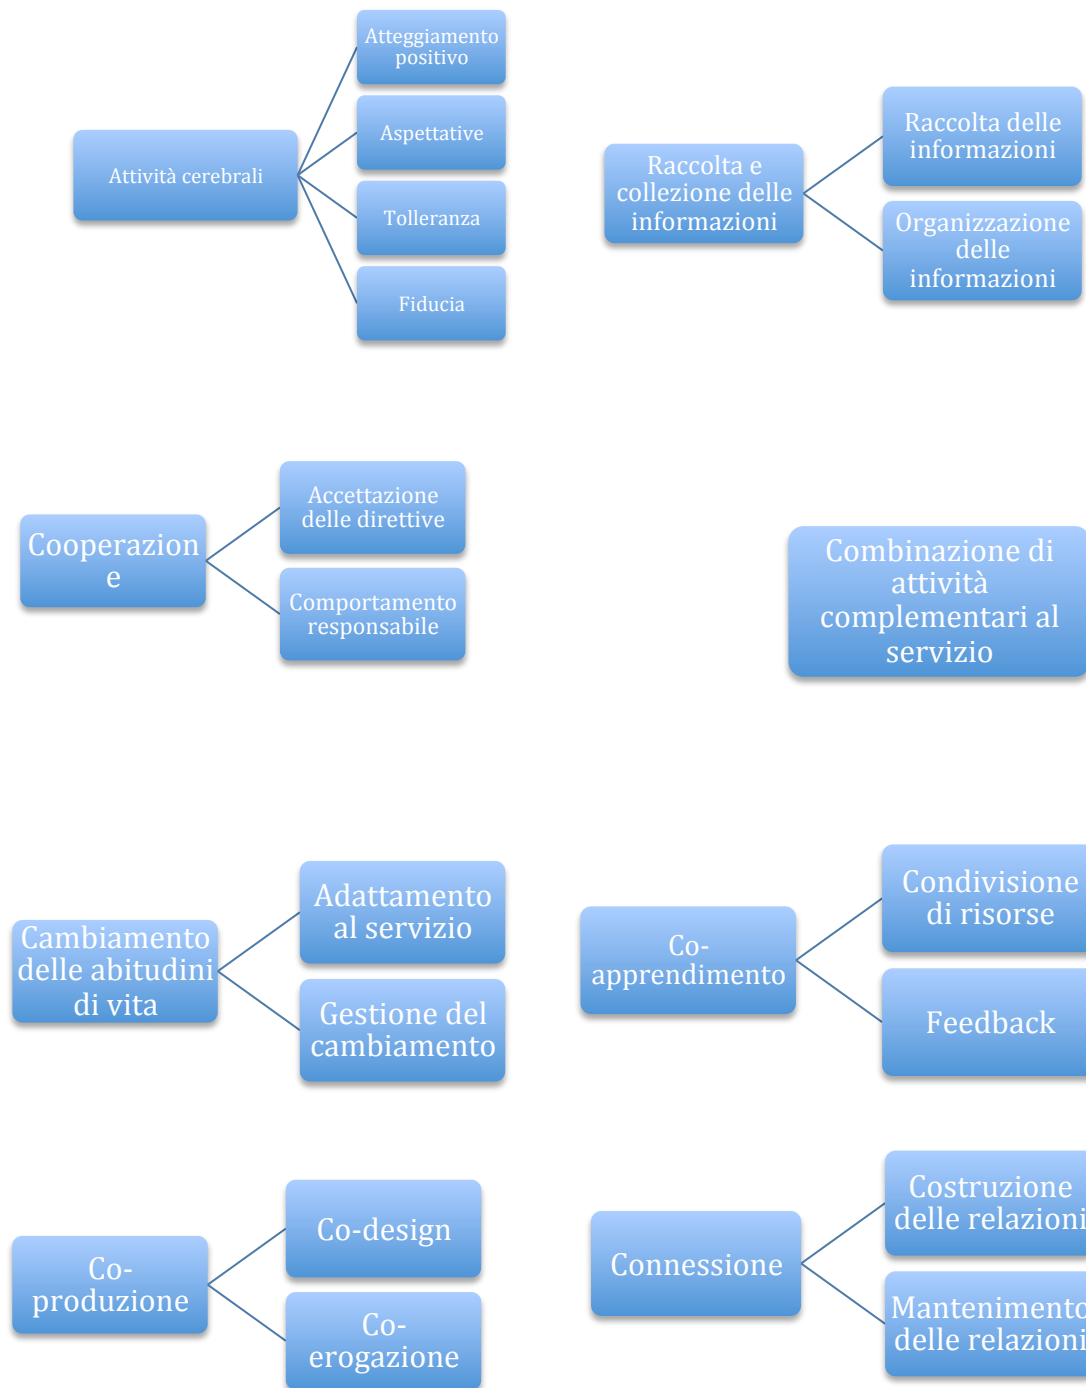 Attività cerebrali
Atteggiamento
positivo
Aspettative
Tolleranza
Fiducia
Raccolta e
collezione delle
informazioni
Raccolta delle
informazioni
Organizzazione
delle
informazioni
Cooperazion
e
Accettazione
delle direttive
Comportamento
responsabile
Combinazione di
attività
complementari al
servizio
Cambiamento
delle abitudini
di vita
Adattamento
al servizio
Gestione del
cambiamento
Co-
apprendimento
Condivisione
di risorse
Feedback
Co-
produzione
Co-design
Co-
erogazione
Connessione
Costruzione
delle relazioni
Mantenimento
delle relazioni